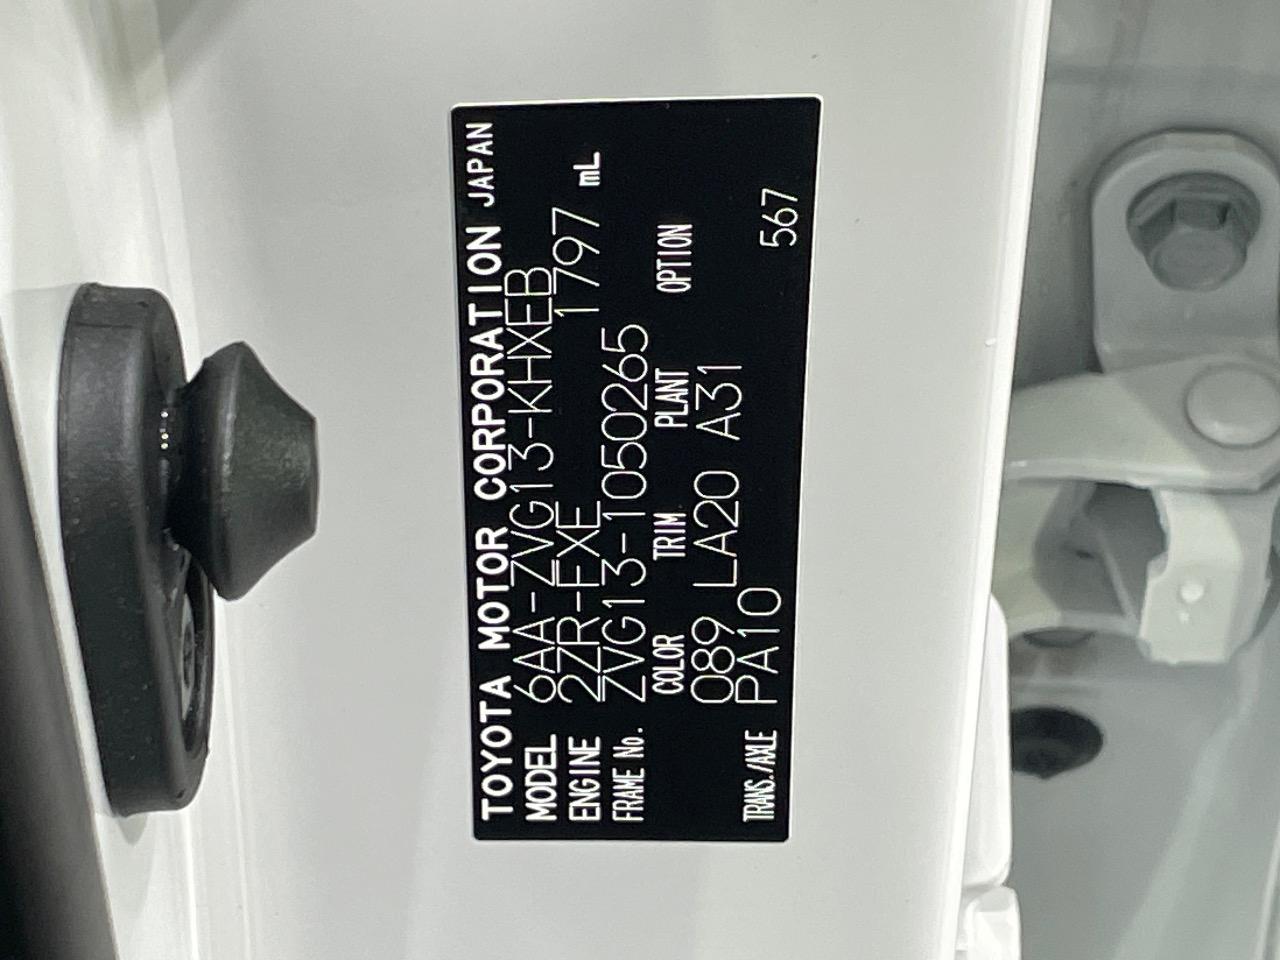 TOYOTA MOTOR CORPORATION JAPAN
MODEL 6AA-ZVG13-KHXEB
ENGINE 2ZR-FXE 1797 mL
FRAME No. ZVG13-1050265
COLOR TRIM PLANT OPTION
089 LA20 A31
TRANS./AXLE PA10 567